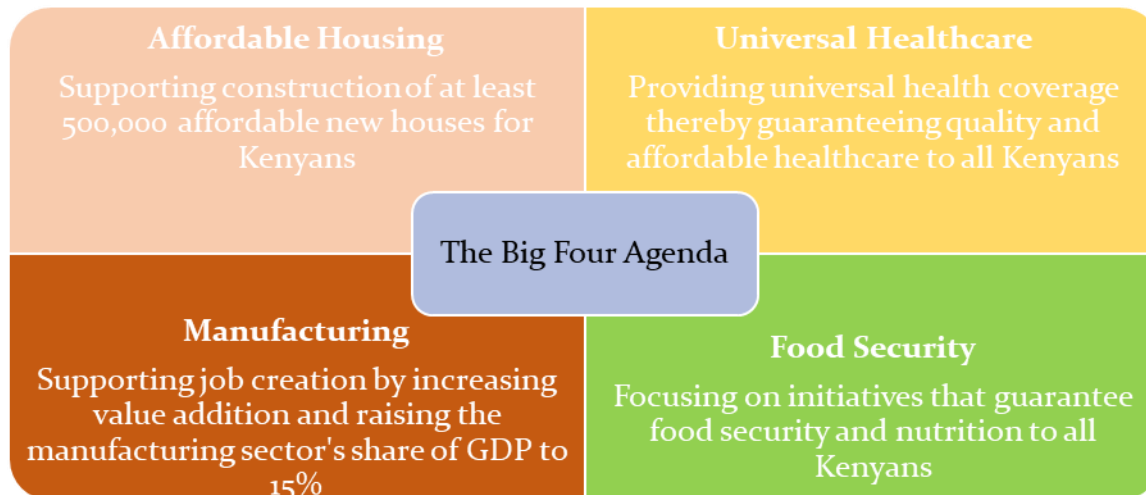 Affordable Housing
Supporting construction of at least
500,000 affordable new houses for
Kenyans
Universal Healthcare
Providing universal health coverage
thereby guaranteeing quality and
affordable healthcare to all Kenyans
The Big Four Agenda
Manufacturing
Supporting job creation by increasing
value addition and raising the
manufacturing sector's share of GDP to
15%
Food Security
Focusing on initiatives that guarantee
food security and nutrition to all
Kenyans